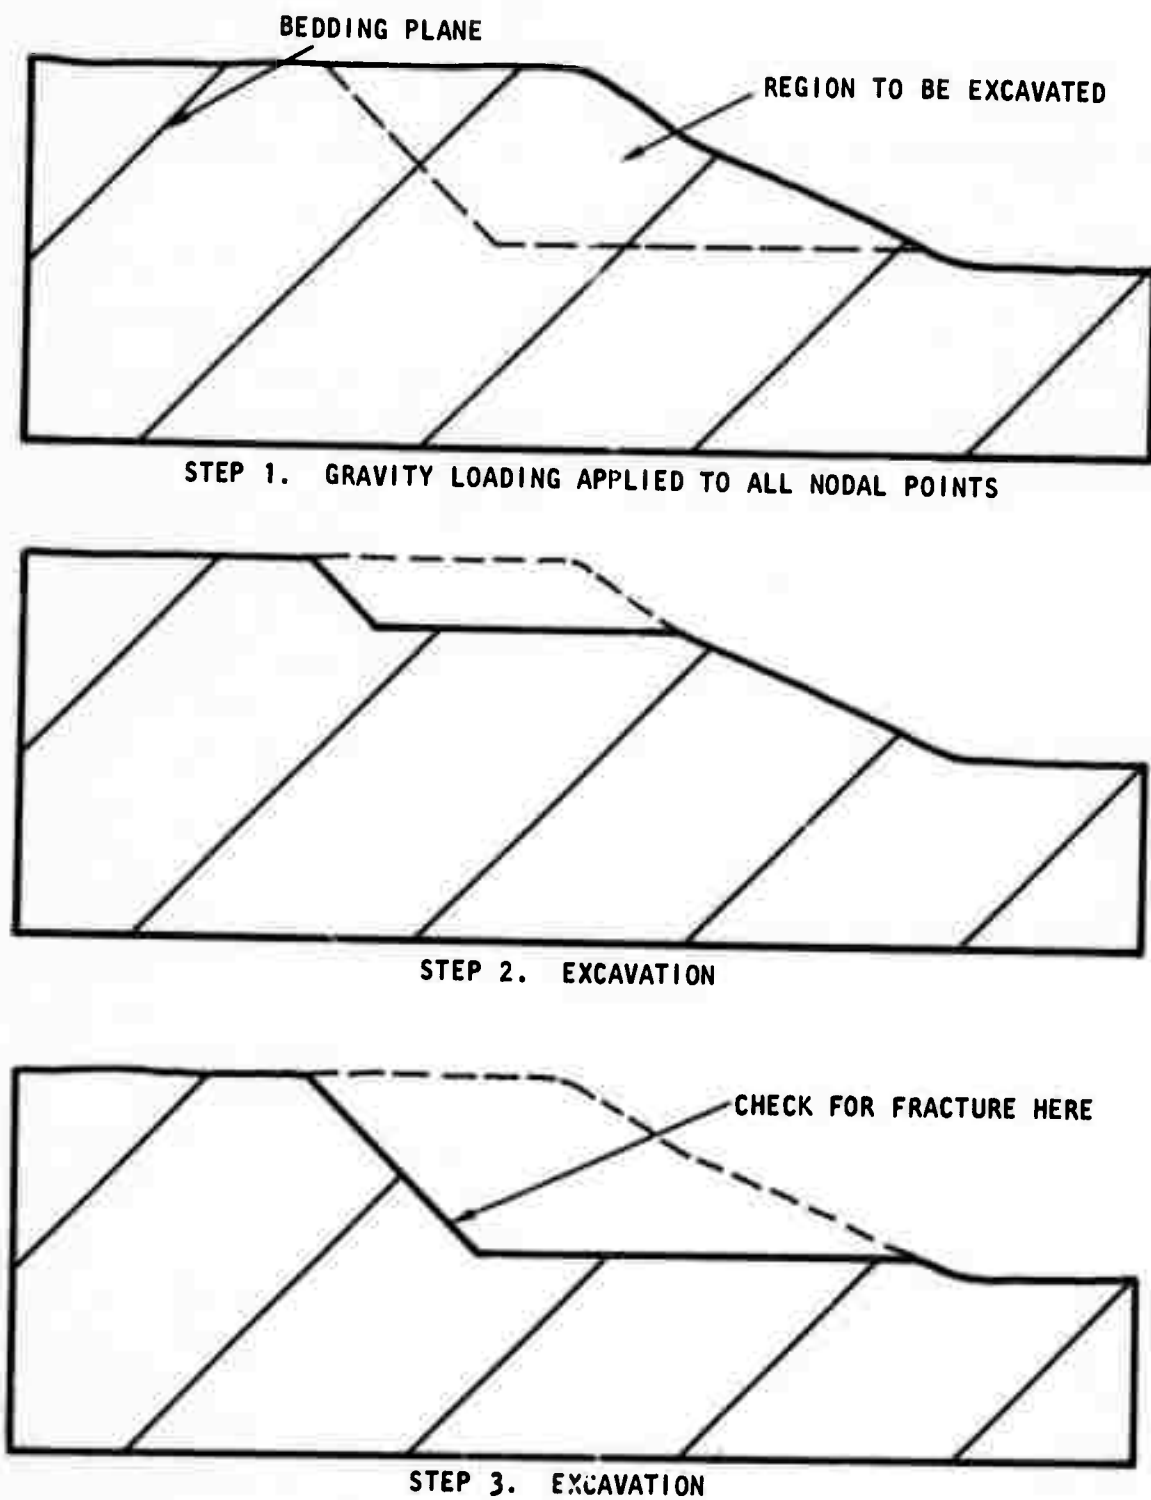 BEDDING PLANE
REGION TO BE EXCAVATED
STEP 1. GRAVITY LOADING APPLIED TO ALL NODAL POINTS
STEP 2. EXCAVATION
CHECK FOR FRACTURE HERE
STEP 3. EXCAVATION